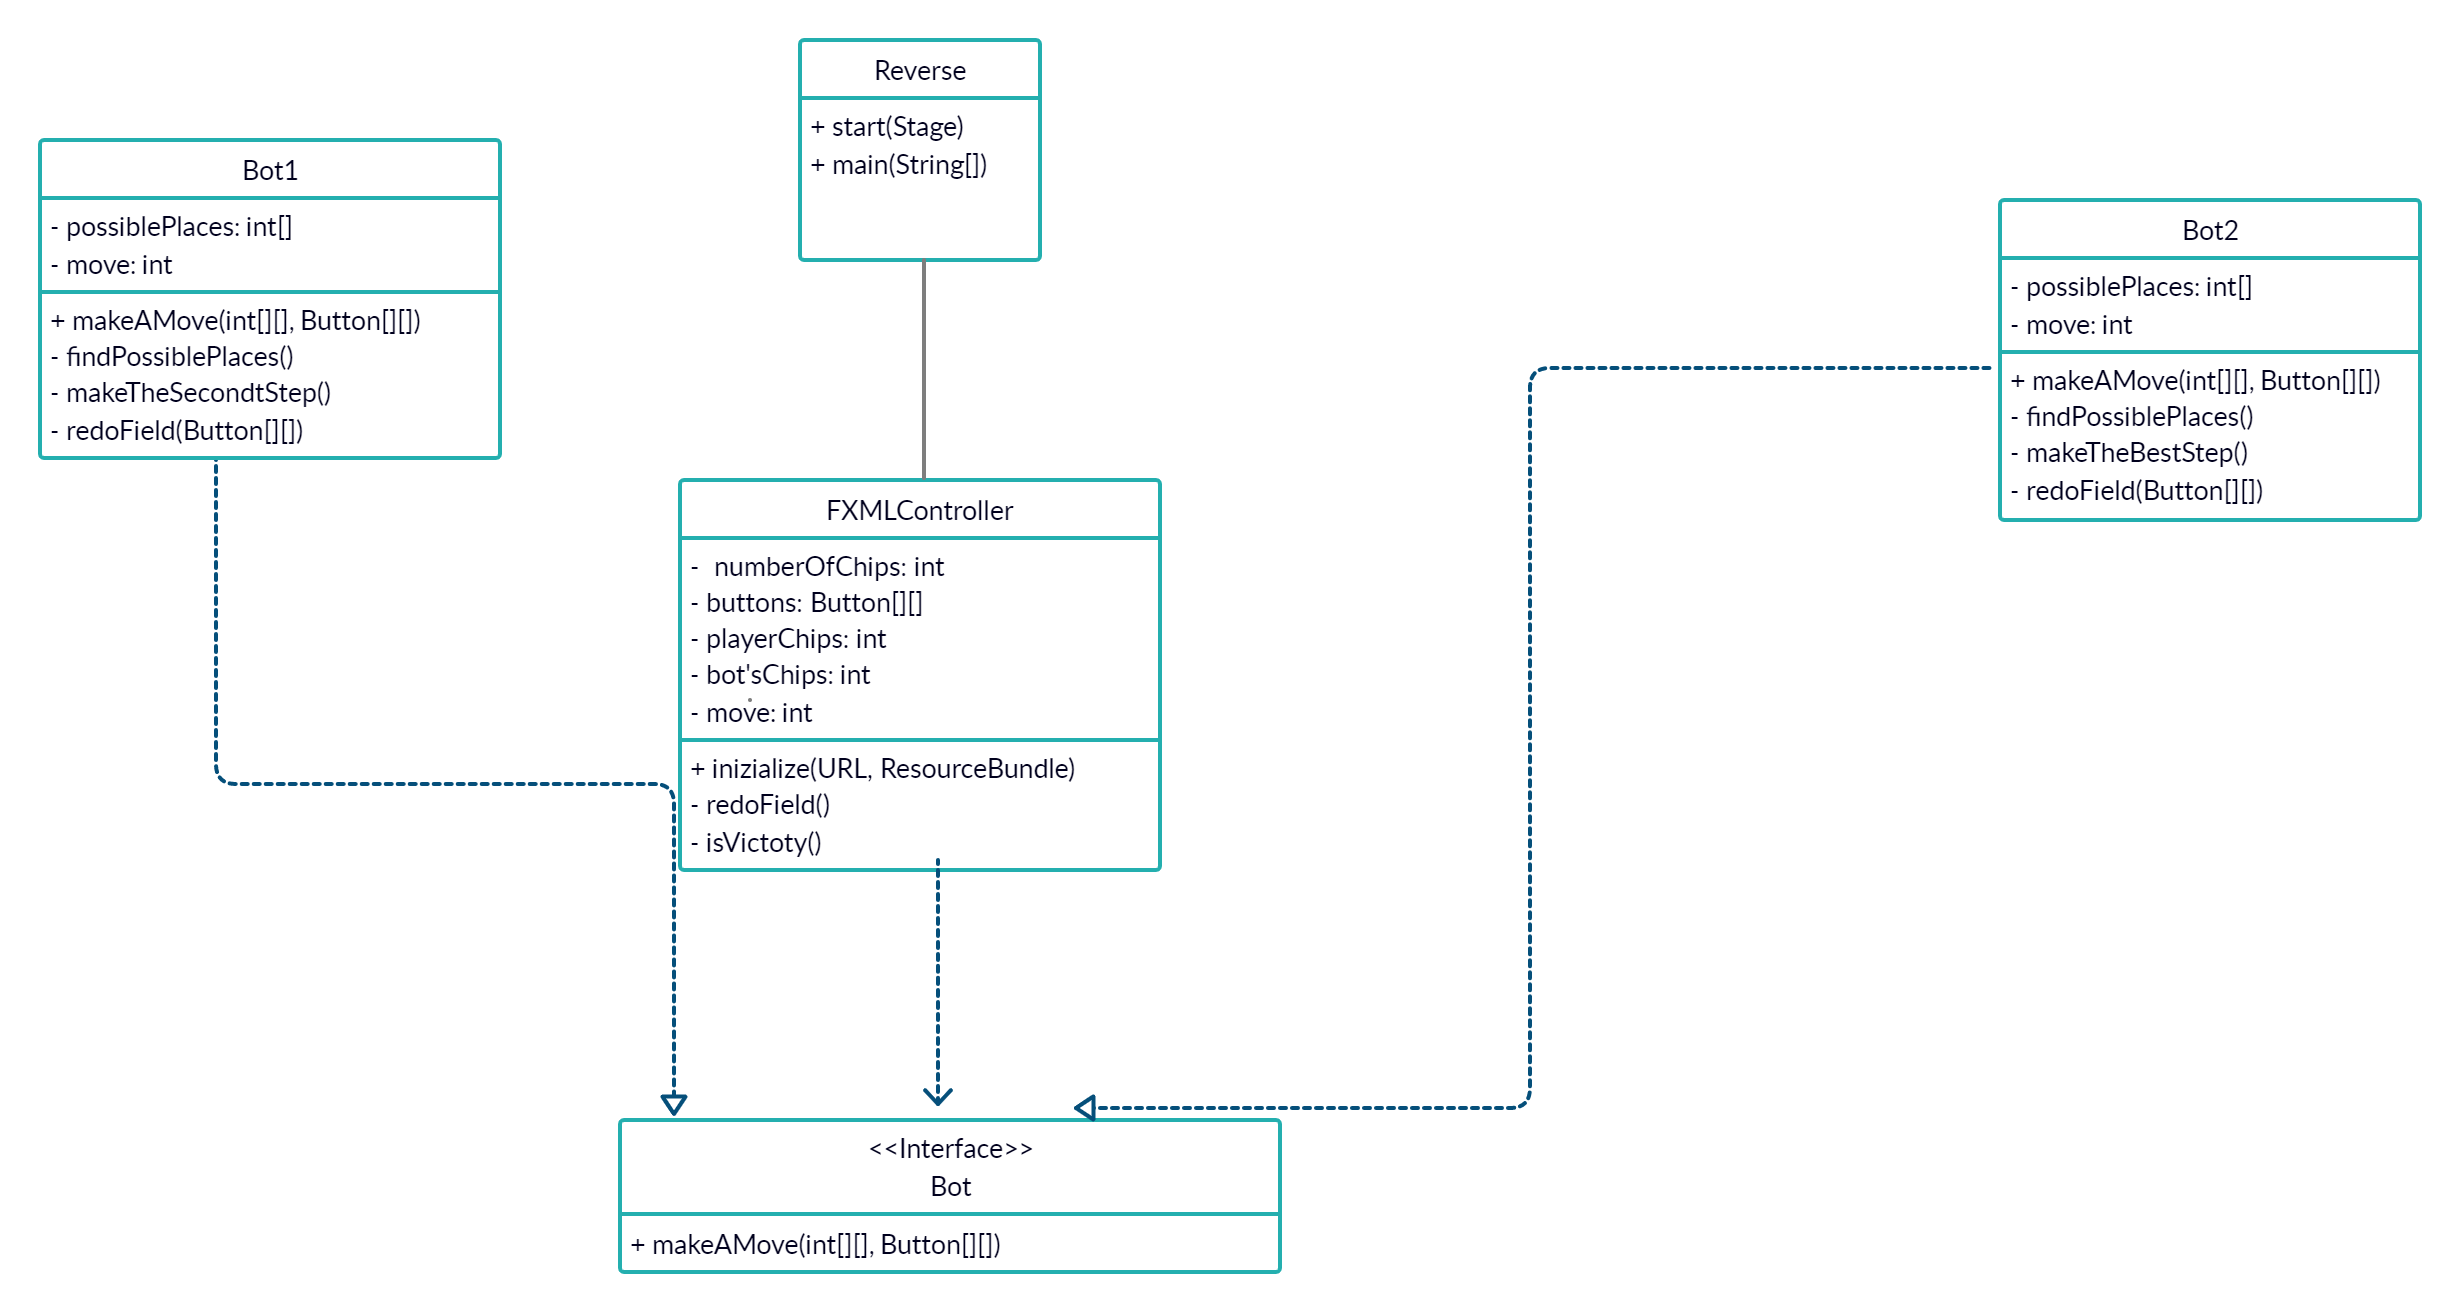 Reverse
+ start(Stage)
+ main(String[])
Bot1
- possiblePlaces: int[]
- move: int
+ makeAMove(int[][], Button[][])
- findPossiblePlaces()
- makeTheSecondtStep()
- redoField(Button[][])
Bot2
- possiblePlaces: int[]
- move: int
+ makeAMove(int[][], Button[][])
- findPossiblePlaces()
- makeTheBestStep()
- redoField(Button[][])
FXMLController
- numberOfChips: int
- buttons: Button[][]
- playerChips: int
- bot'sChips: int
- move: int
+ inizialize(URL, ResourceBundle)
- redoField()
- isVictoty()
<<Interface>>
Bot
+ makeAMove(int[][], Button[][])